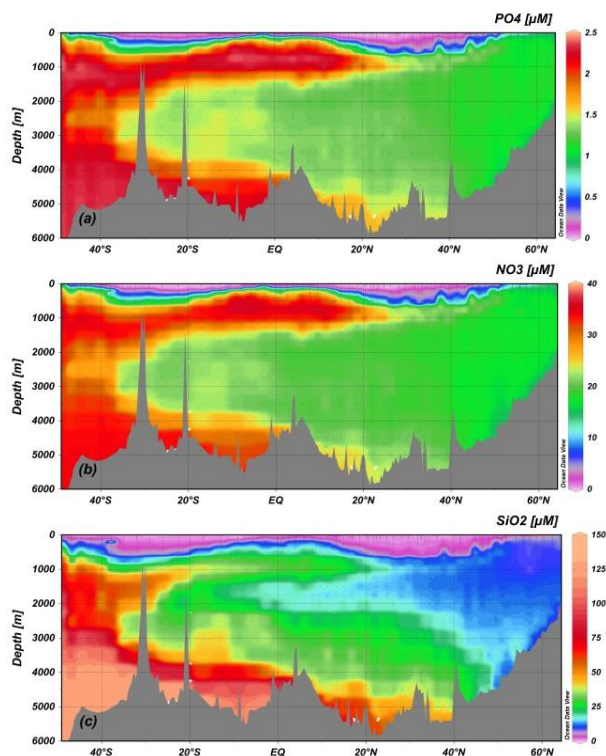 PO4 [µM]
0
1000
2000
3000
4000
5000
6000
Depth [m]
(a)
40°S
20°S
EQ
20°N
40°N
60°N
Ocean Data View
2.5
2
1.5
1
0.5
0
NO3 [µM]
0
1000
2000
3000
4000
5000
6000
Depth [m]
(b)
40°S
20°S
EQ
20°N
40°N
60°N
Ocean Data View
40
30
20
10
0
SiO2 [µM]
0
1000
2000
3000
4000
5000
6000
Depth [m]
(c)
40°S
20°S
EQ
20°N
40°N
60°N
Ocean Data View
150
125
100
75
50
25
0